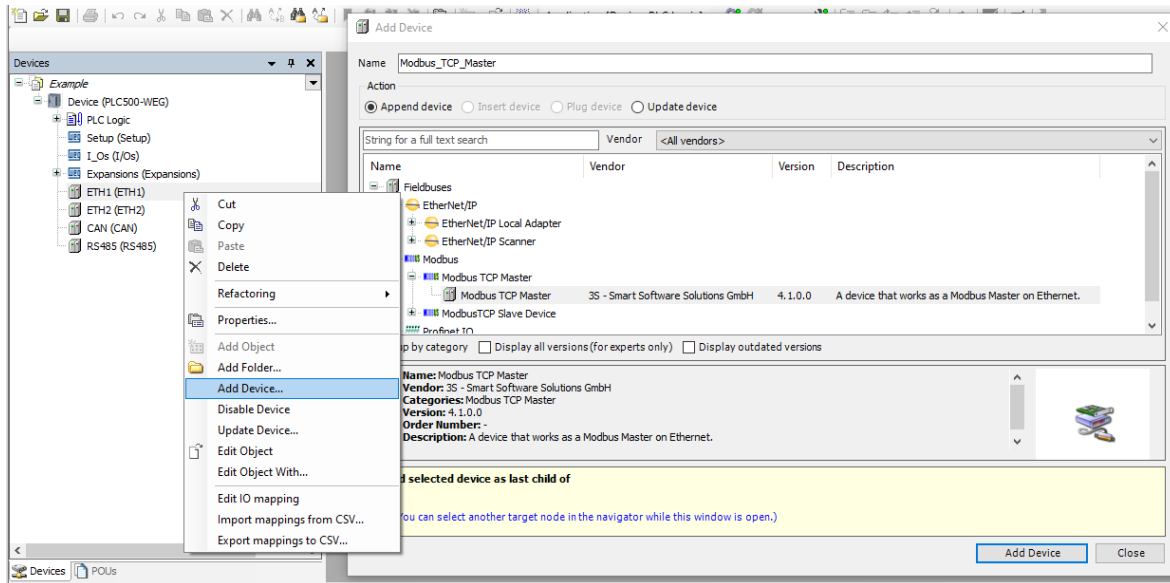 Devices
Example
Device (PLC500-WEG)
PLC Logic
Setup (Setup)
I_Os (I/Os)
Expansions (Expansions)
ETH1 (ETH1)
ETH2 (ETH2)
CAN (CAN)
RS485 (RS485)
Devices
POUs
Cut
Copy
Paste
Delete
Refactoring
Properties...
Add Object
Add Folder...
Add Device...
Disable Device
Update Device...
Edit Object
Edit Object With...
Edit IO mapping
Import mappings from CSV...
Export mappings to CSV...
Add Device
Name Modbus_TCP_Master
Action
Append device Insert device Plug device Update device
String for a full text search Vendor <All vendors>
Name Vendor Version Description
Fieldbuses
EtherNet/IP
EtherNet/IP Local Adapter
EtherNet/IP Scanner
Modbus
Modbus TCP Master
Modbus TCP Master 3S - Smart Software Solutions GmbH 4.1.0.0 A device that works as a Modbus Master on Ethernet.
ModbusTCP Slave Device
Profinet IO
by category Display all versions (for experts only) Display outdated versions
Name: Modbus TCP Master
Vendor: 3S - Smart Software Solutions GmbH
Categories: Modbus TCP Master
Version: 4.1.0.0
Order Number: -
Description: A device that works as a Modbus Master on Ethernet.
selected device as last child of
You can select another target node in the navigator while this window is open.)
Add Device Close